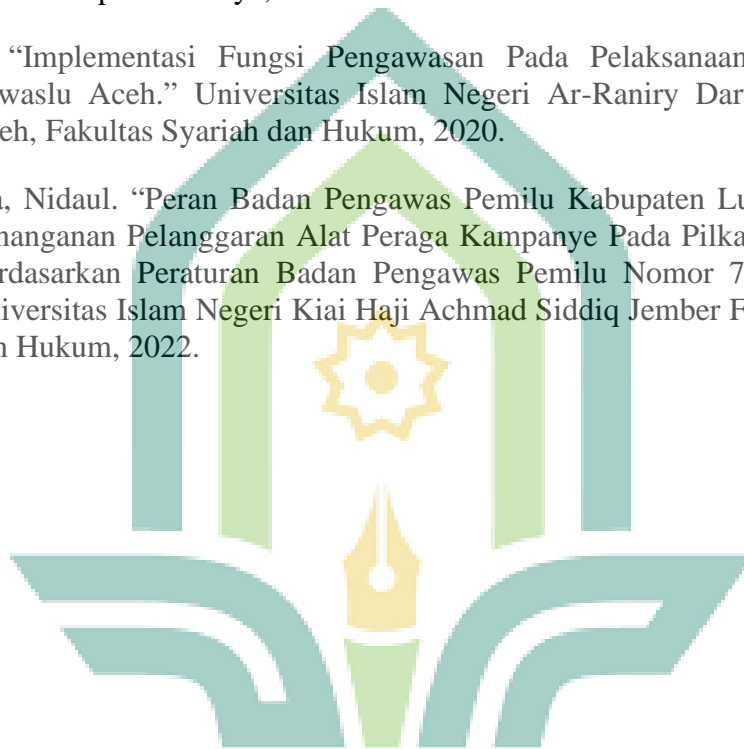 “Implementasi Fungsi Pengawasan Pada Pelaksanaan
waslu Aceh.” Universitas Islam Negeri Ar-Raniry Dar
eh, Fakultas Syariah dan Hukum, 2020.
a, Nidaul. “Peran Badan Pengawas Pemilu Kabupaten Lu
nanganan Pelanggaran Alat Peraga Kampanye Pada Pilka
rdasarkan Peraturan Badan Pengawas Pemilu Nomor 7
iversitas Islam Negeri Kiai Haji Achmad Siddiq Jember F
n Hukum, 2022.